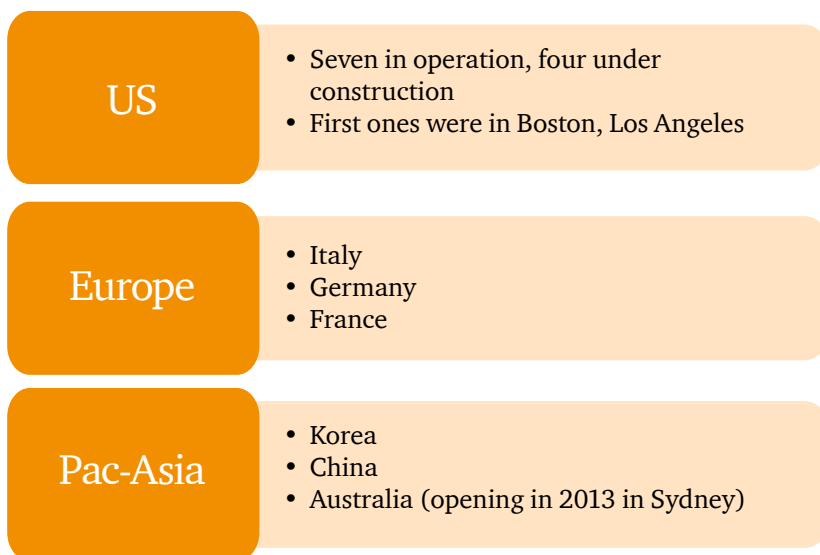 US
• Seven in operation, four under
construction
• First ones were in Boston, Los Angeles
Europe
• Italy
• Germany
• France
Pac-Asia
• Korea
• China
• Australia (opening in 2013 in Sydney)